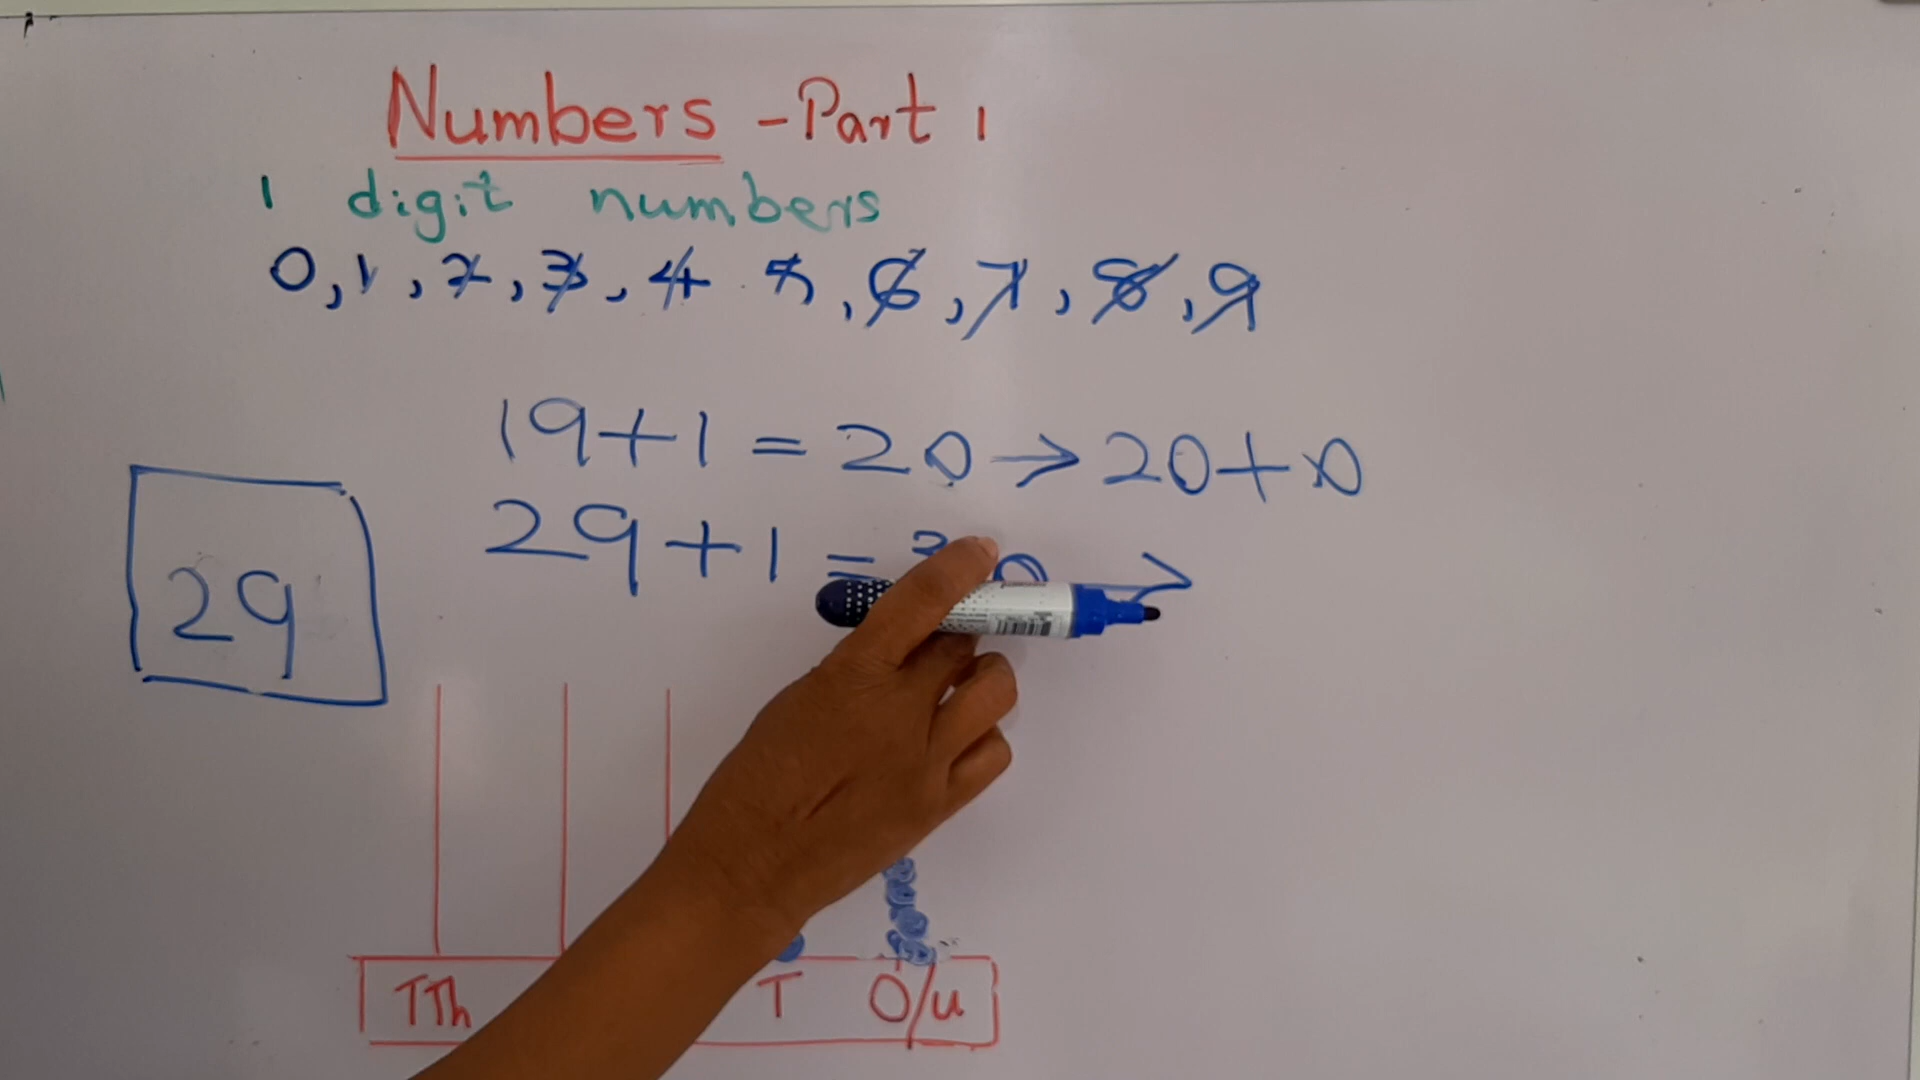 Numbers - Part 1
1 digit numbers
0, 1, 2, 3, 4 5, 6, 7, 8, 9
19+1 = 20 → 20+0
29+1 = 30 →
29
TTh T O/U